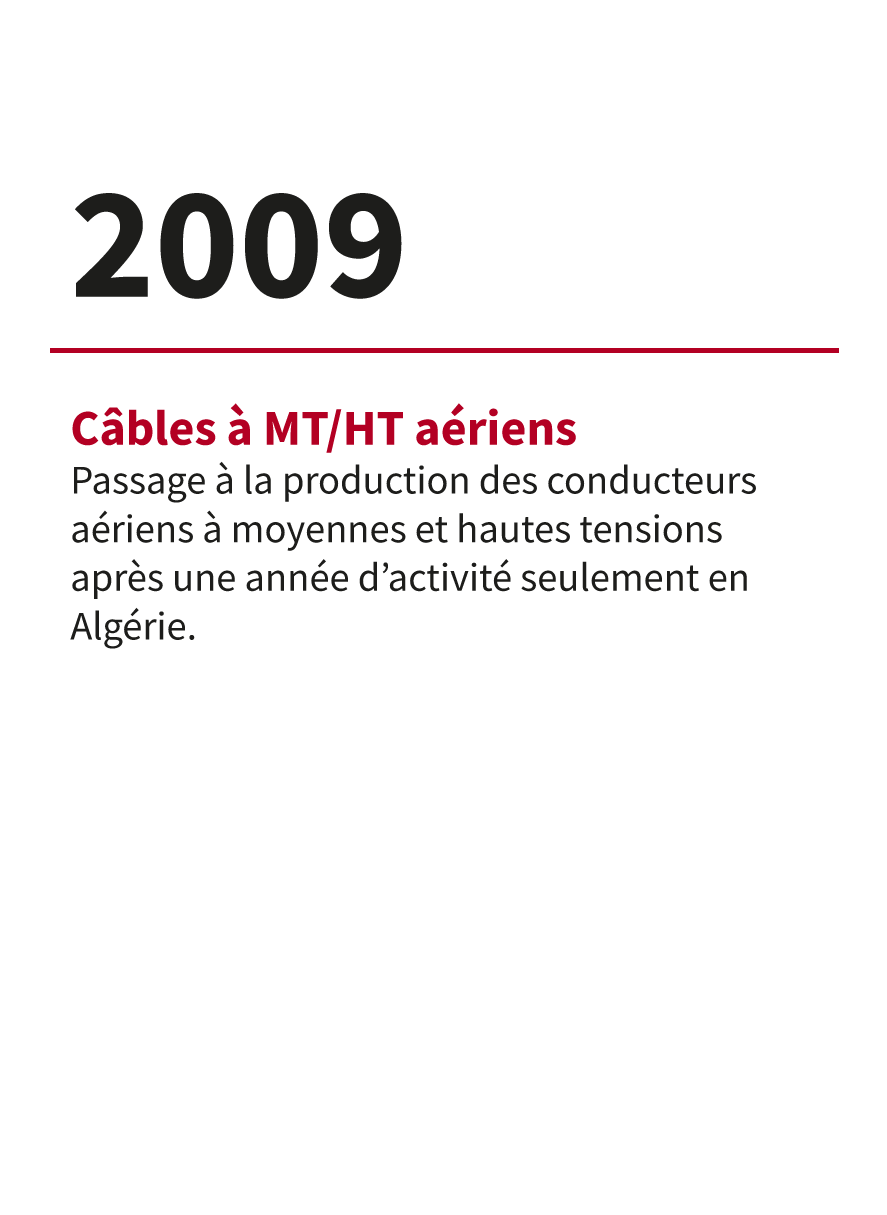 2009
Câbles à MT/HT aériens
Passage à la production des conducteurs
aériens à moyennes et hautes tensions
après une année d’activité seulement en
Algérie.